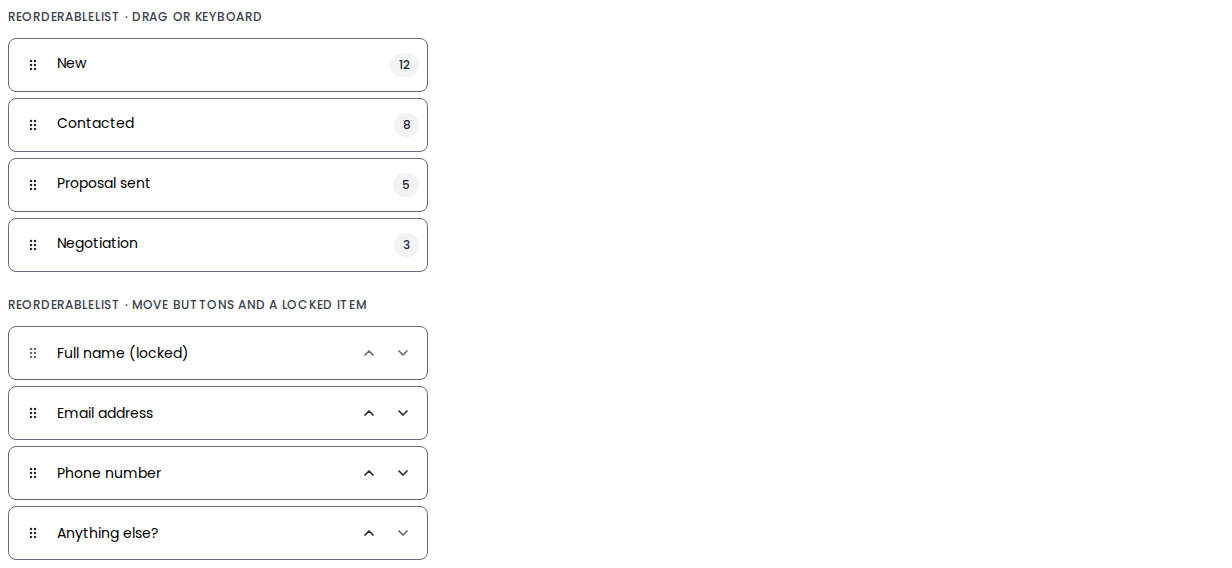 REORDERABLELIST · DRAG OR KEYBOARD
New 12
Contacted 8
Proposal sent 5
Negotiation 3
REORDERABLELIST · MOVE BUTTONS AND A LOCKED ITEM
Full name (locked)
Email address
Phone number
Anything else?